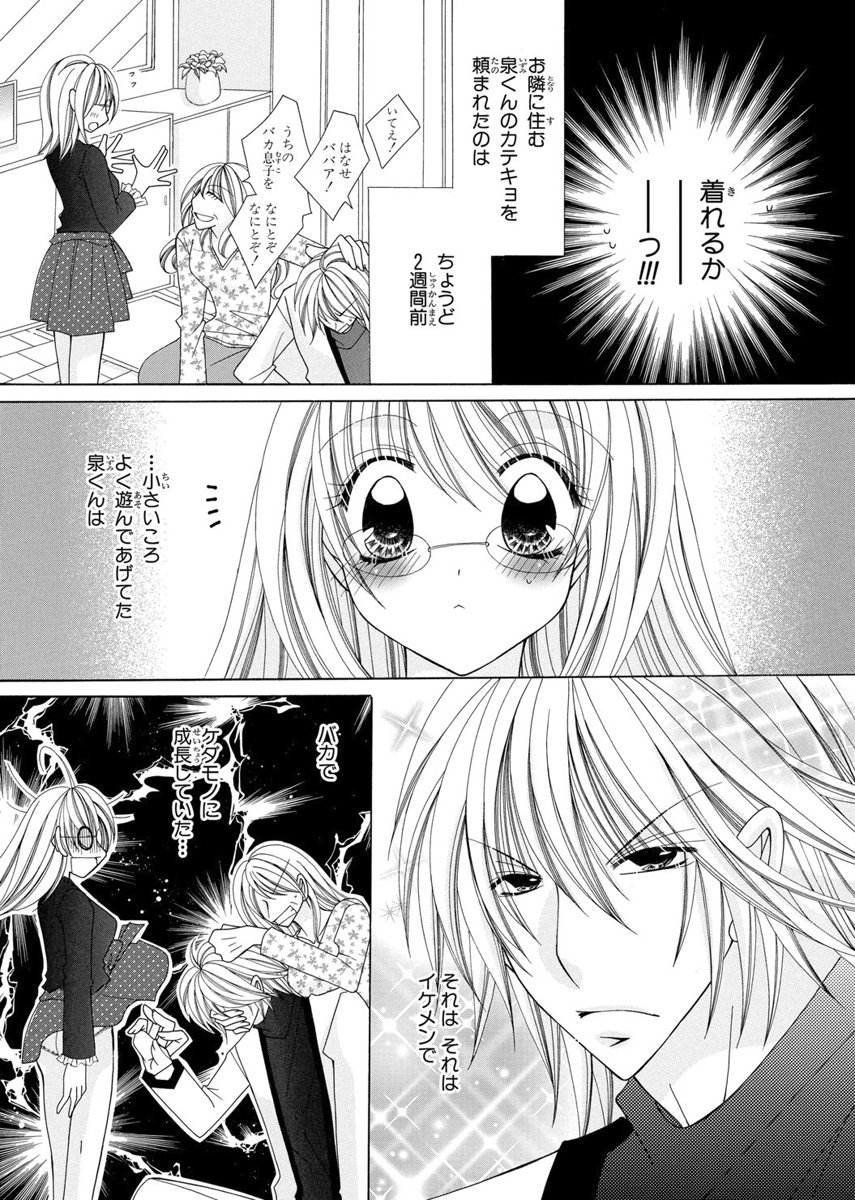 着れるか
――っ!!!
お隣に住む
泉くんのカテキョを
頼まれたのは
ちょうど
2週間前
いてえ!
はなせ
ババア!
うちの
バカ息子を
なにとぞ
なにとぞ!
…小さいころ
よく遊んであげてた
泉くんは
それは それは
イケメンで
バカで
ケダモノに
成長していた…